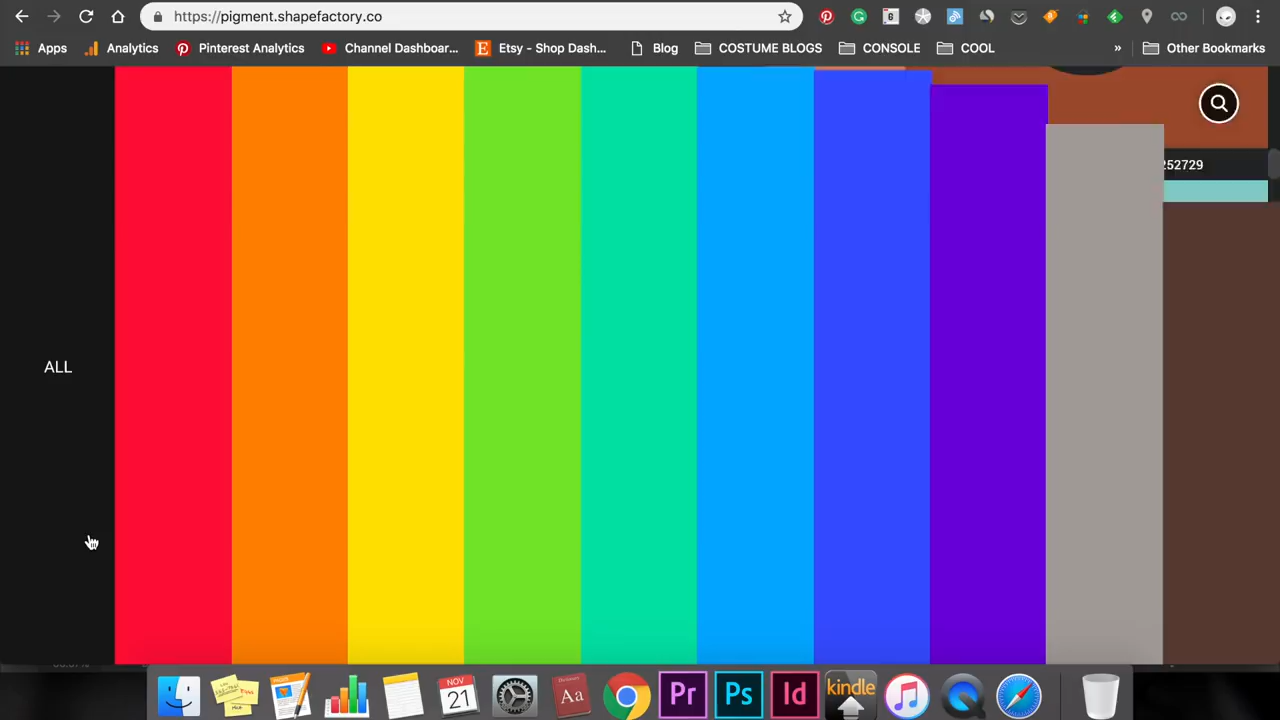 https://pigment.shapefactory.co
Apps Analytics Pinterest Analytics Channel Dashboar... Etsy - Shop Dash... Blog COSTUME BLOGS CONSOLE COOL » Other Bookmarks
252729
ALL
NOV
21
Aa
Pr
Ps
Id
kindle